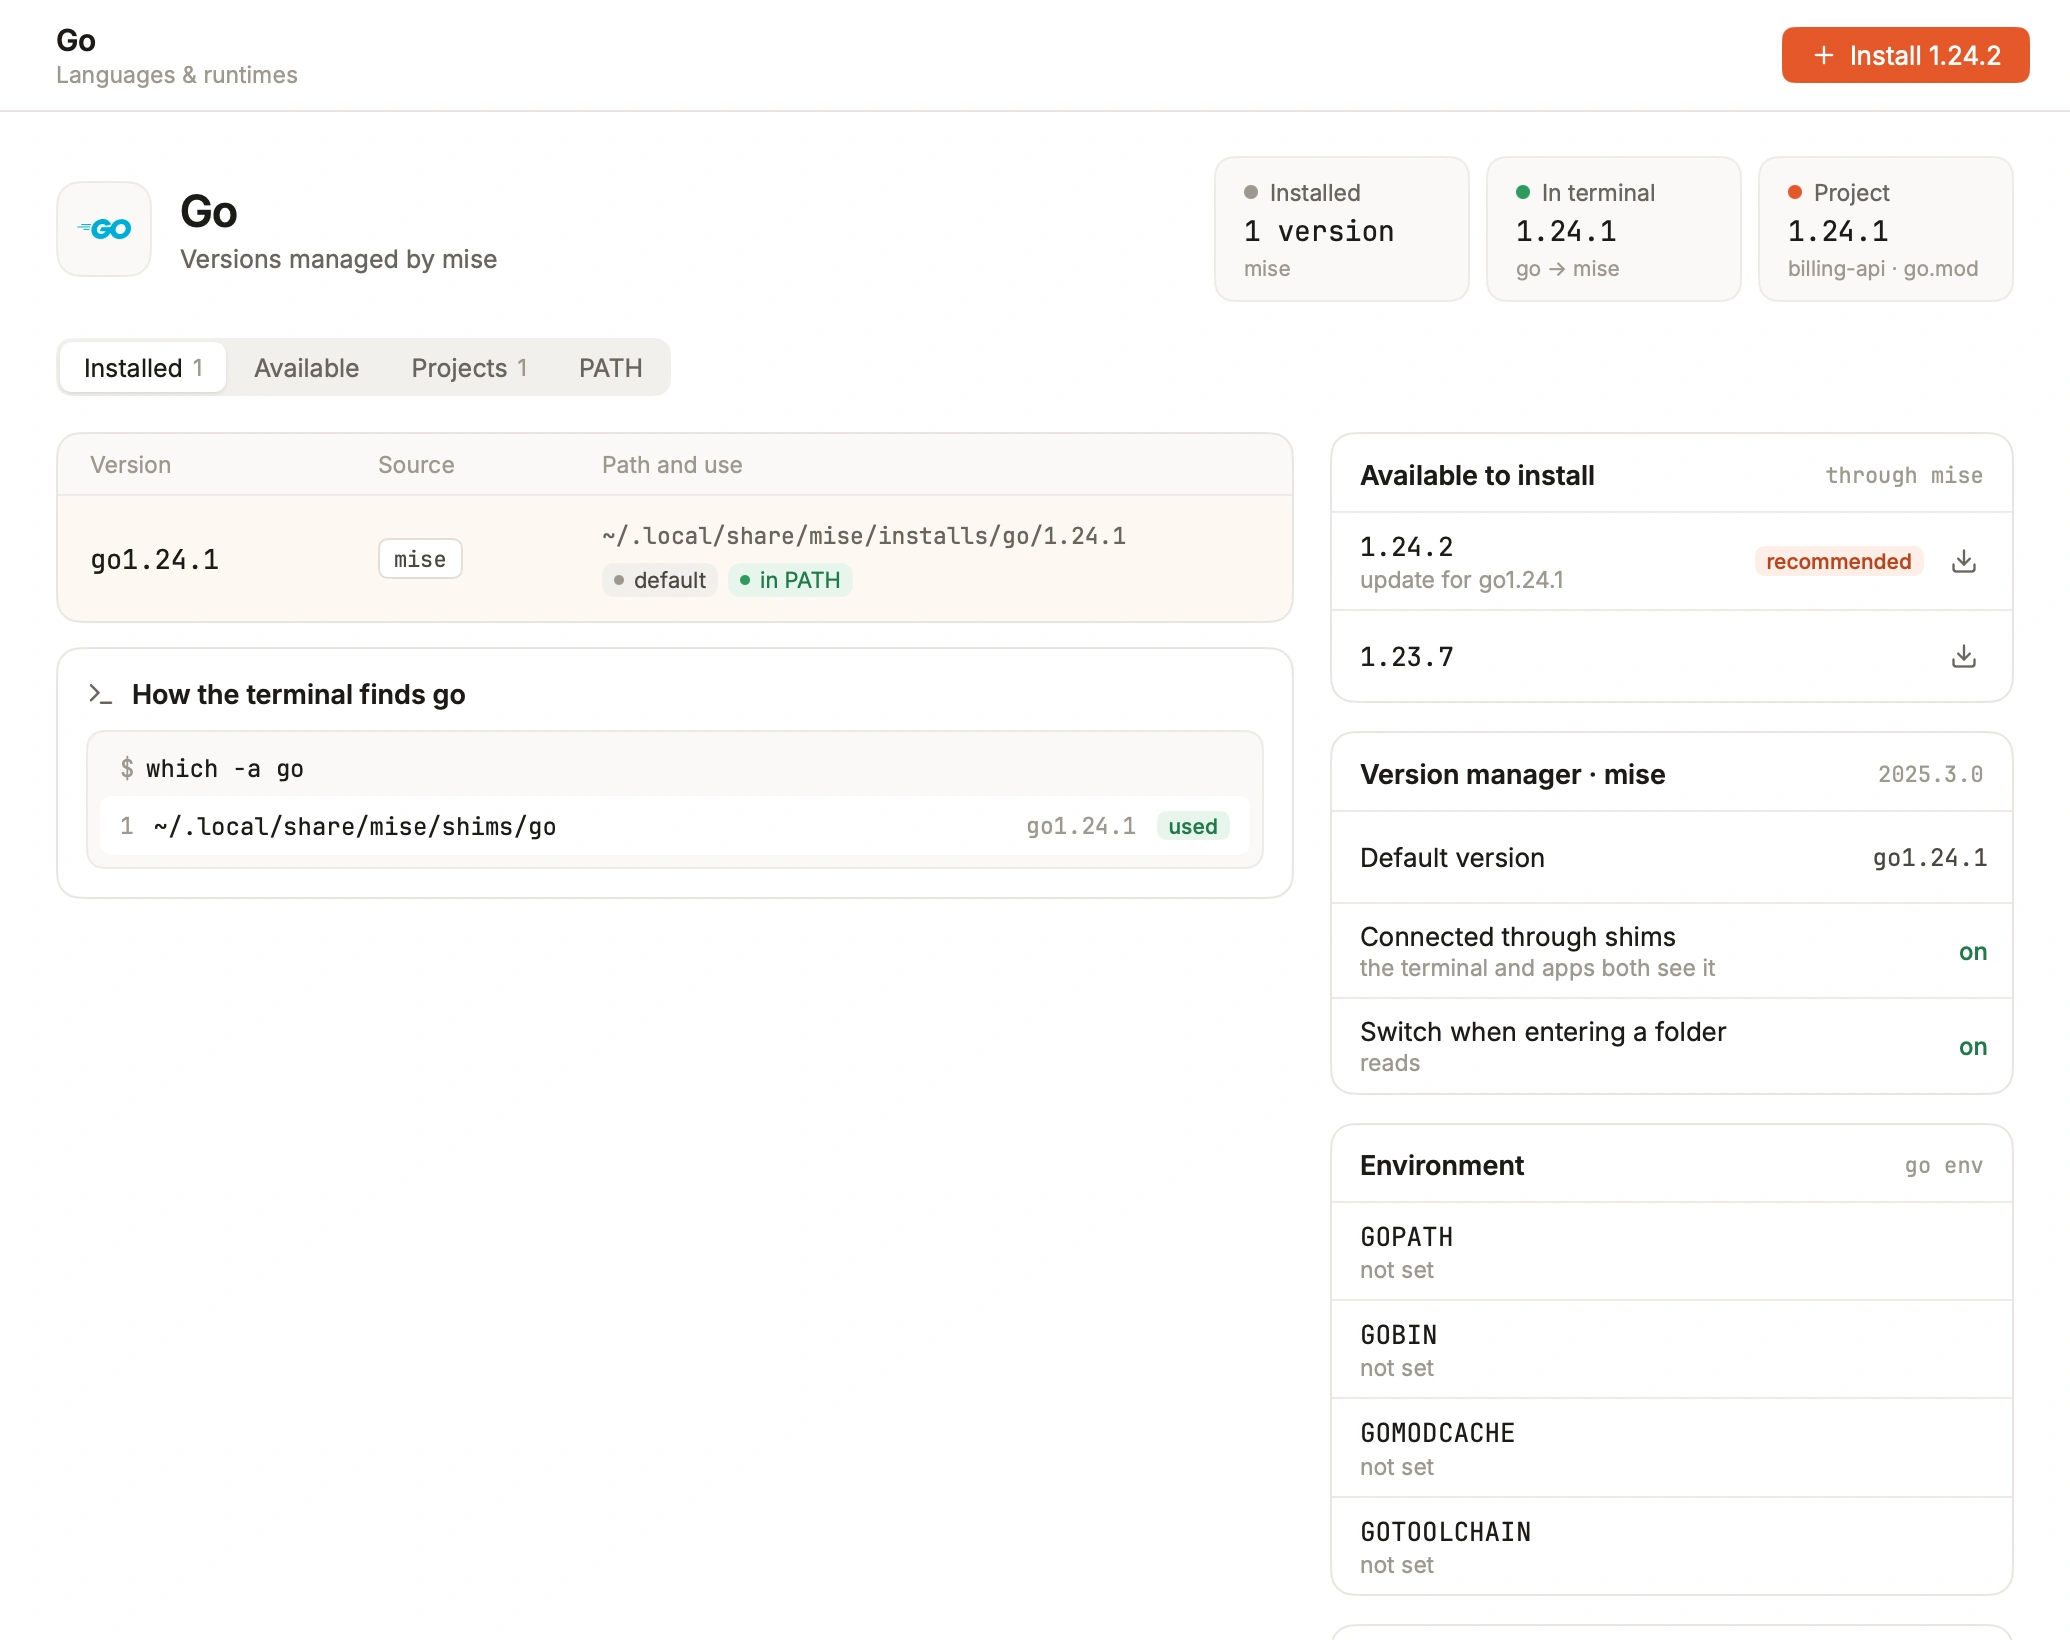 Go
Languages & runtimes
+ Install 1.24.2
GO
Go
Versions managed by mise
Installed
1 version
mise
In terminal
1.24.1
go → mise
Project
1.24.1
billing-api · go.mod
Installed 1
Available
Projects 1
PATH
Version
Source
Path and use
go1.24.1
mise
~/.local/share/mise/installs/go/1.24.1
default
in PATH
>_ How the terminal finds go
$ which -a go
1 ~/.local/share/mise/shims/go
go1.24.1
used
Available to install
through mise
1.24.2
update for go1.24.1
recommended
1.23.7
Version manager · mise
2025.3.0
Default version
go1.24.1
Connected through shims
the terminal and apps both see it
on
Switch when entering a folder
reads
on
Environment
go env
GOPATH
not set
GOBIN
not set
GOMODCACHE
not set
GOTOOLCHAIN
not set